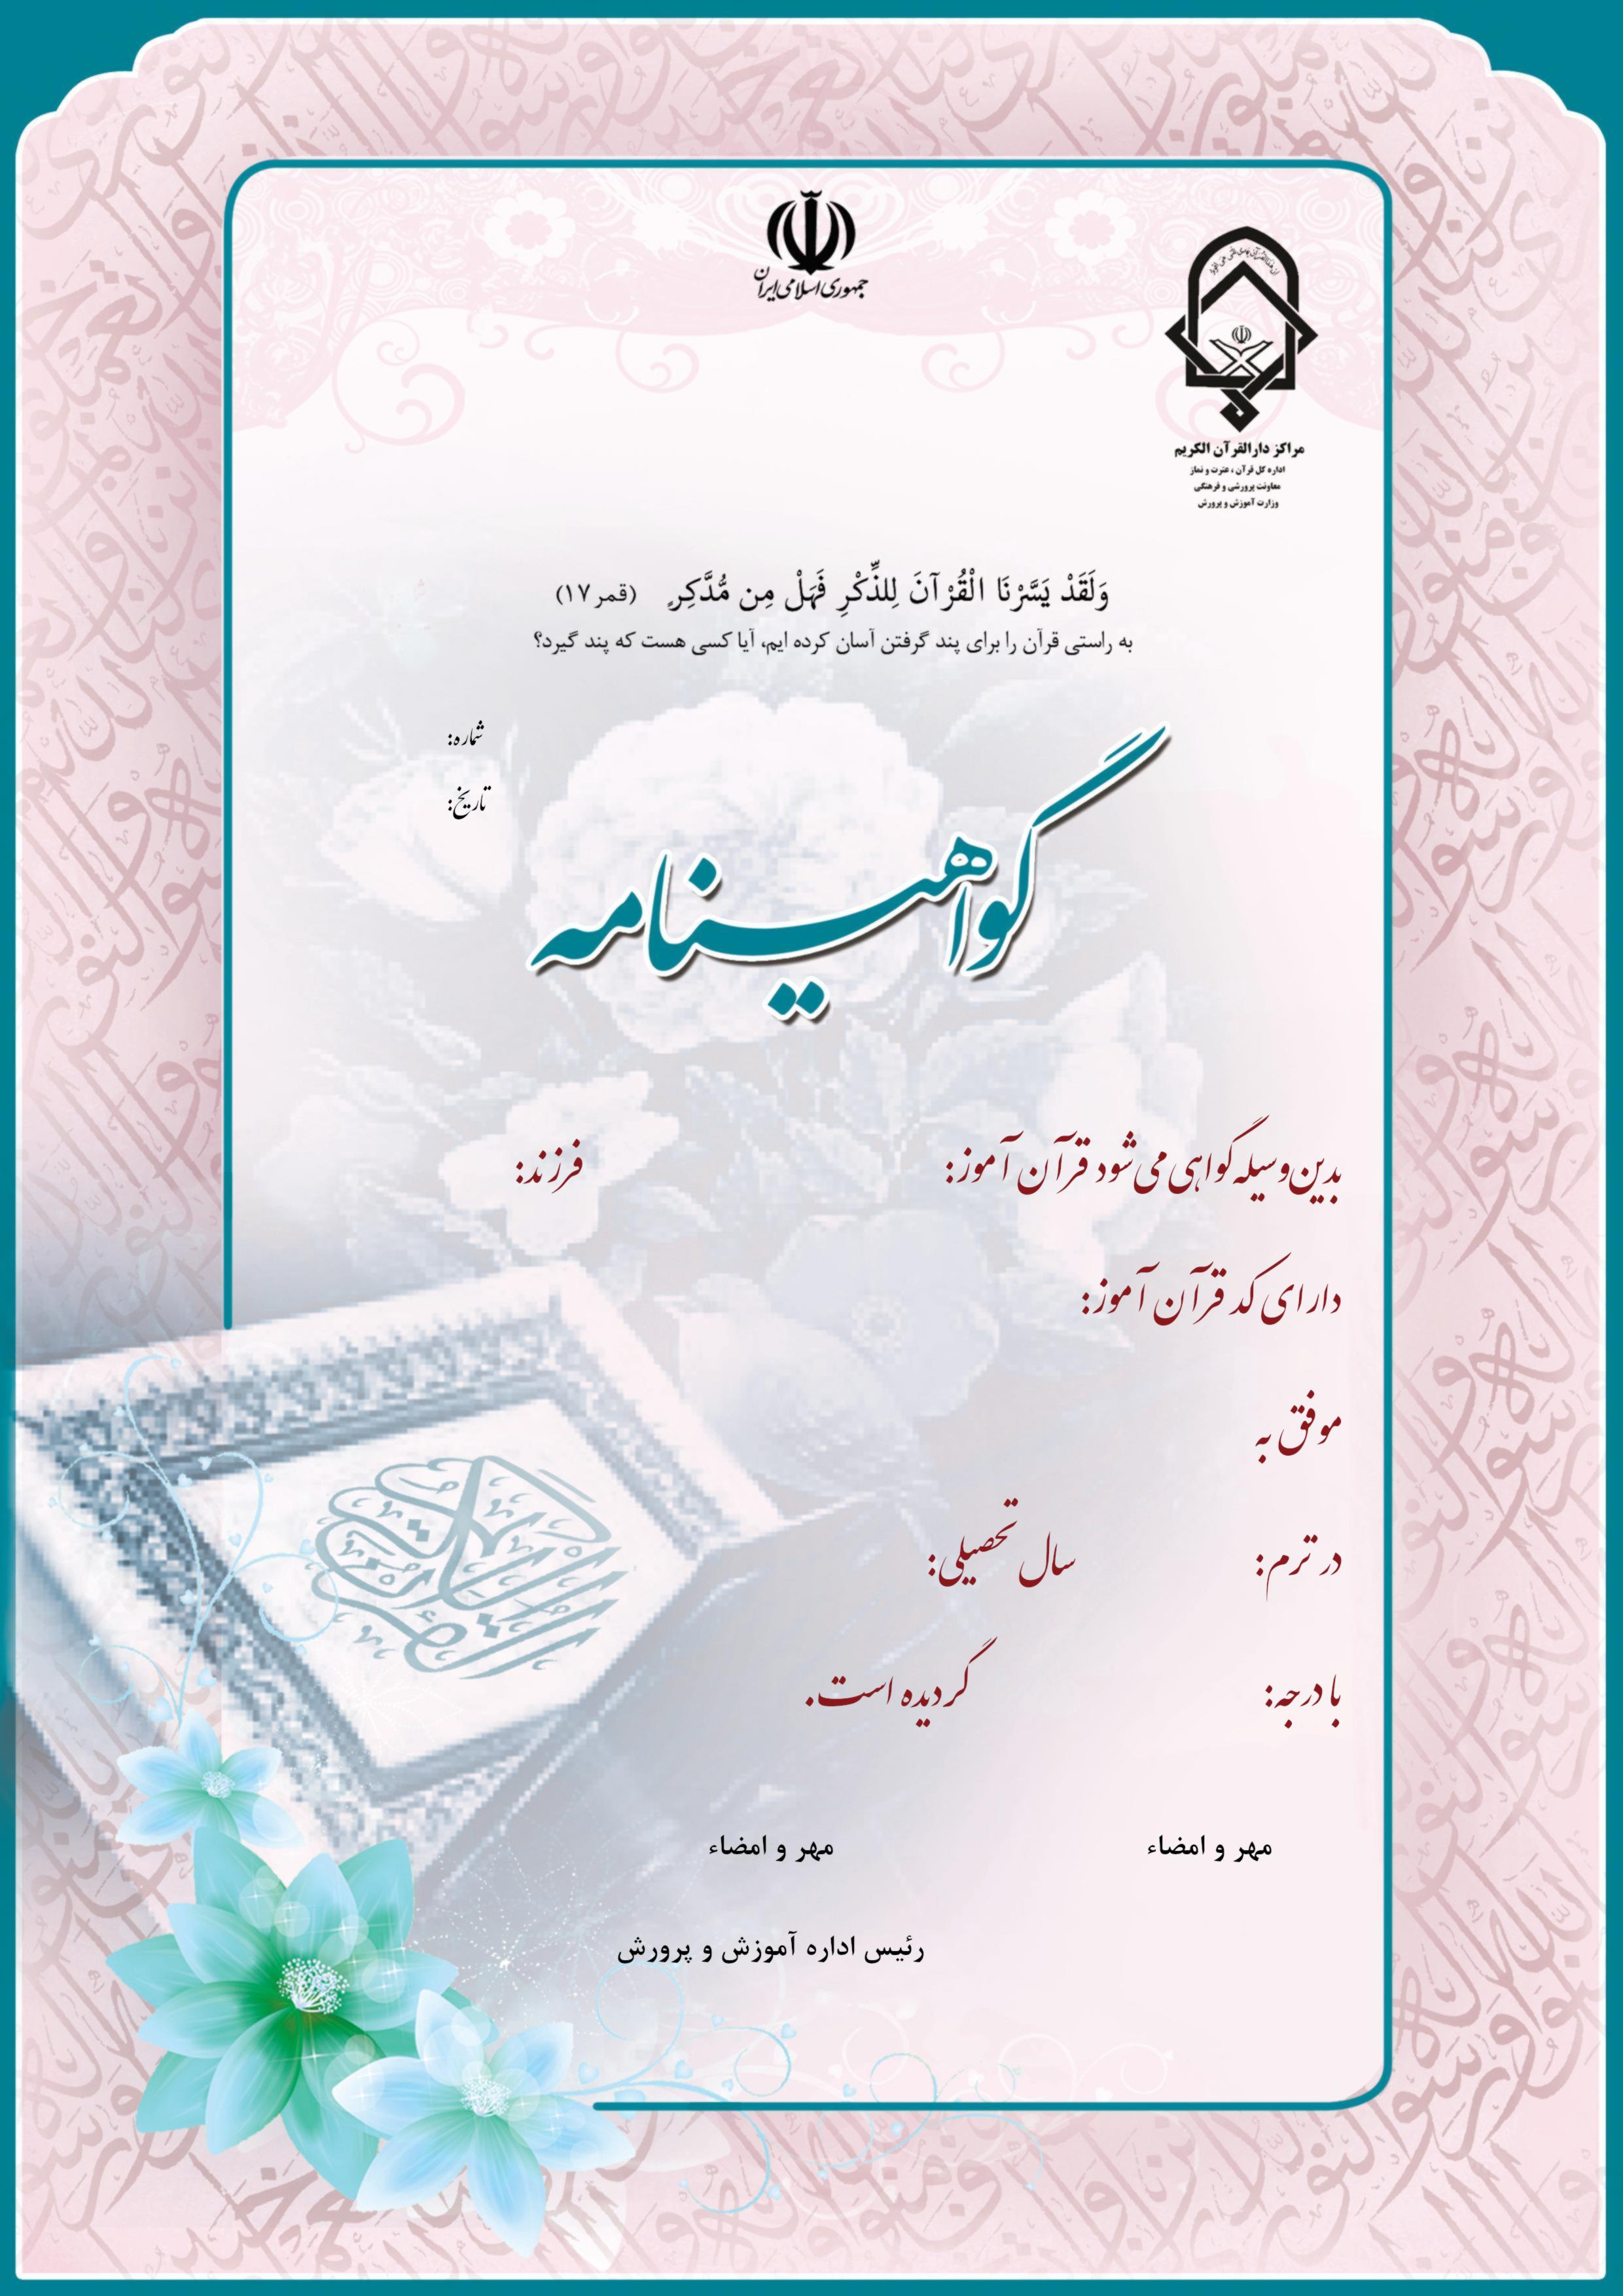 جمهوری اسلامی ایران
مراکز دارالقرآن الکریم
اداره کل قرآن، عترت و نماز
معاونت پرورشی و فرهنگی
وزارت آموزش و پرورش
وَلَقَدْ يَسَّرْنَا الْقُرْآنَ لِلذِّكْرِ فَهَلْ مِن مُّدَّكِرٍ (قمر ۱۷)
به راستی قرآن را برای پند گرفتن آسان کرده ایم، آیا کسی هست که پند گیرد؟
شماره:
تاریخ:
گواهینامه
بدین وسیله گواهی می شود قرآن آموز: فرزند:
دارای کد قرآن آموز:
موفق به
در ترم: سال تحصیلی:
با درجه: گردیده است.
مهر و امضاء مهر و امضاء
رئیس اداره آموزش و پرورش